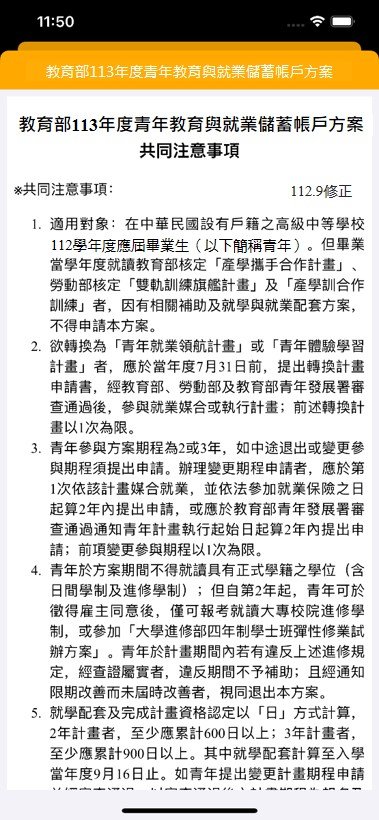 11:50
教育部113年度青年教育與就業儲蓄帳戶方案
教育部113年度青年教育與就業儲蓄帳戶方案
共同注意事項
※共同注意事項：
112.9修正
1. 適用對象：在中華民國設有戶籍之高級中等學校
112學年度應屆畢業生（以下簡稱青年）。但畢業
當學年度就讀教育部核定「產學攜手合作計畫」、
勞動部核定「雙軌訓練旗艦計畫」及「產學訓合作
訓練」者，因有相關補助及就學與就業配套方案，
不得申請本方案。
2. 欲轉換為「青年就業領航計畫」或「青年體驗學習
計畫」者，應於當年度7月31日前，提出轉換計畫
申請書，經教育部、勞動部及教育部青年發展署審
查通過後，參與就業媒合或執行計畫；前述轉換計
畫以1次為限。
3. 青年參與方案期程為2或3年，如中途退出或變更參
與期程須提出申請。辦理變更期程申請者，應於第
1次依該計畫媒合就業，並依法參加就業保險之日
起算2年內提出申請，或應於教育部青年發展署審
查通過通知青年計畫執行起始日起算2年內提出申
請；前項變更參與期程以1次為限。
4. 青年於方案期間不得就讀具有正式學籍之學位（含
日間學制及進修學制）；但自第2年起，青年可於
徵得雇主同意後，僅可報考就讀大專校院進修學
制，或參加「大學進修部四年制學士班彈性修業試
辦方案」。青年於計畫期間內若有違反上述進修規
定，經查證屬實者，違反期間不予補助；且經通知
限期改善而未屆時改善者，視同退出本方案。
5. 就學配套及完成計畫資格認定以「日」方式計算，
2年計畫者，至少應累計600日以上；3年計畫者，
至少應累計900日以上。其中就學配套計算至入學
當年度9月16日止。如青年提出變更計畫期程申請